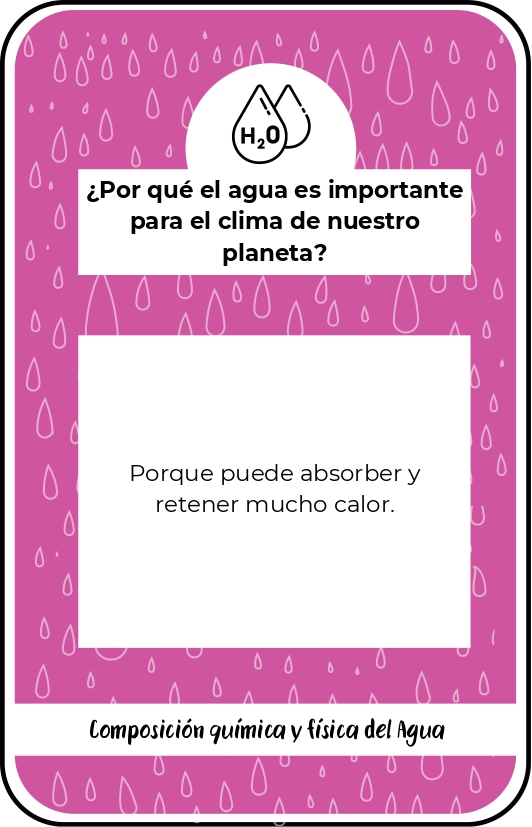 H₂O
¿Por qué el agua es importante
para el clima de nuestro
planeta?
Porque puede absorber y
retener mucho calor.
Composición química y física del Agua